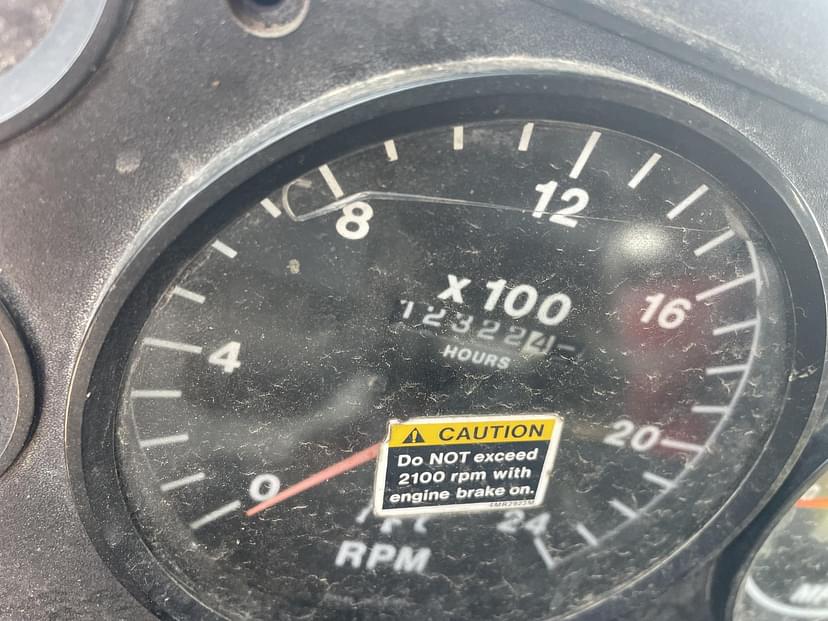 8
12
x 100
16
4
HOURS
CAUTION
Do NOT exceed
2100 rpm with
engine brake on.
20
0
24
RPM